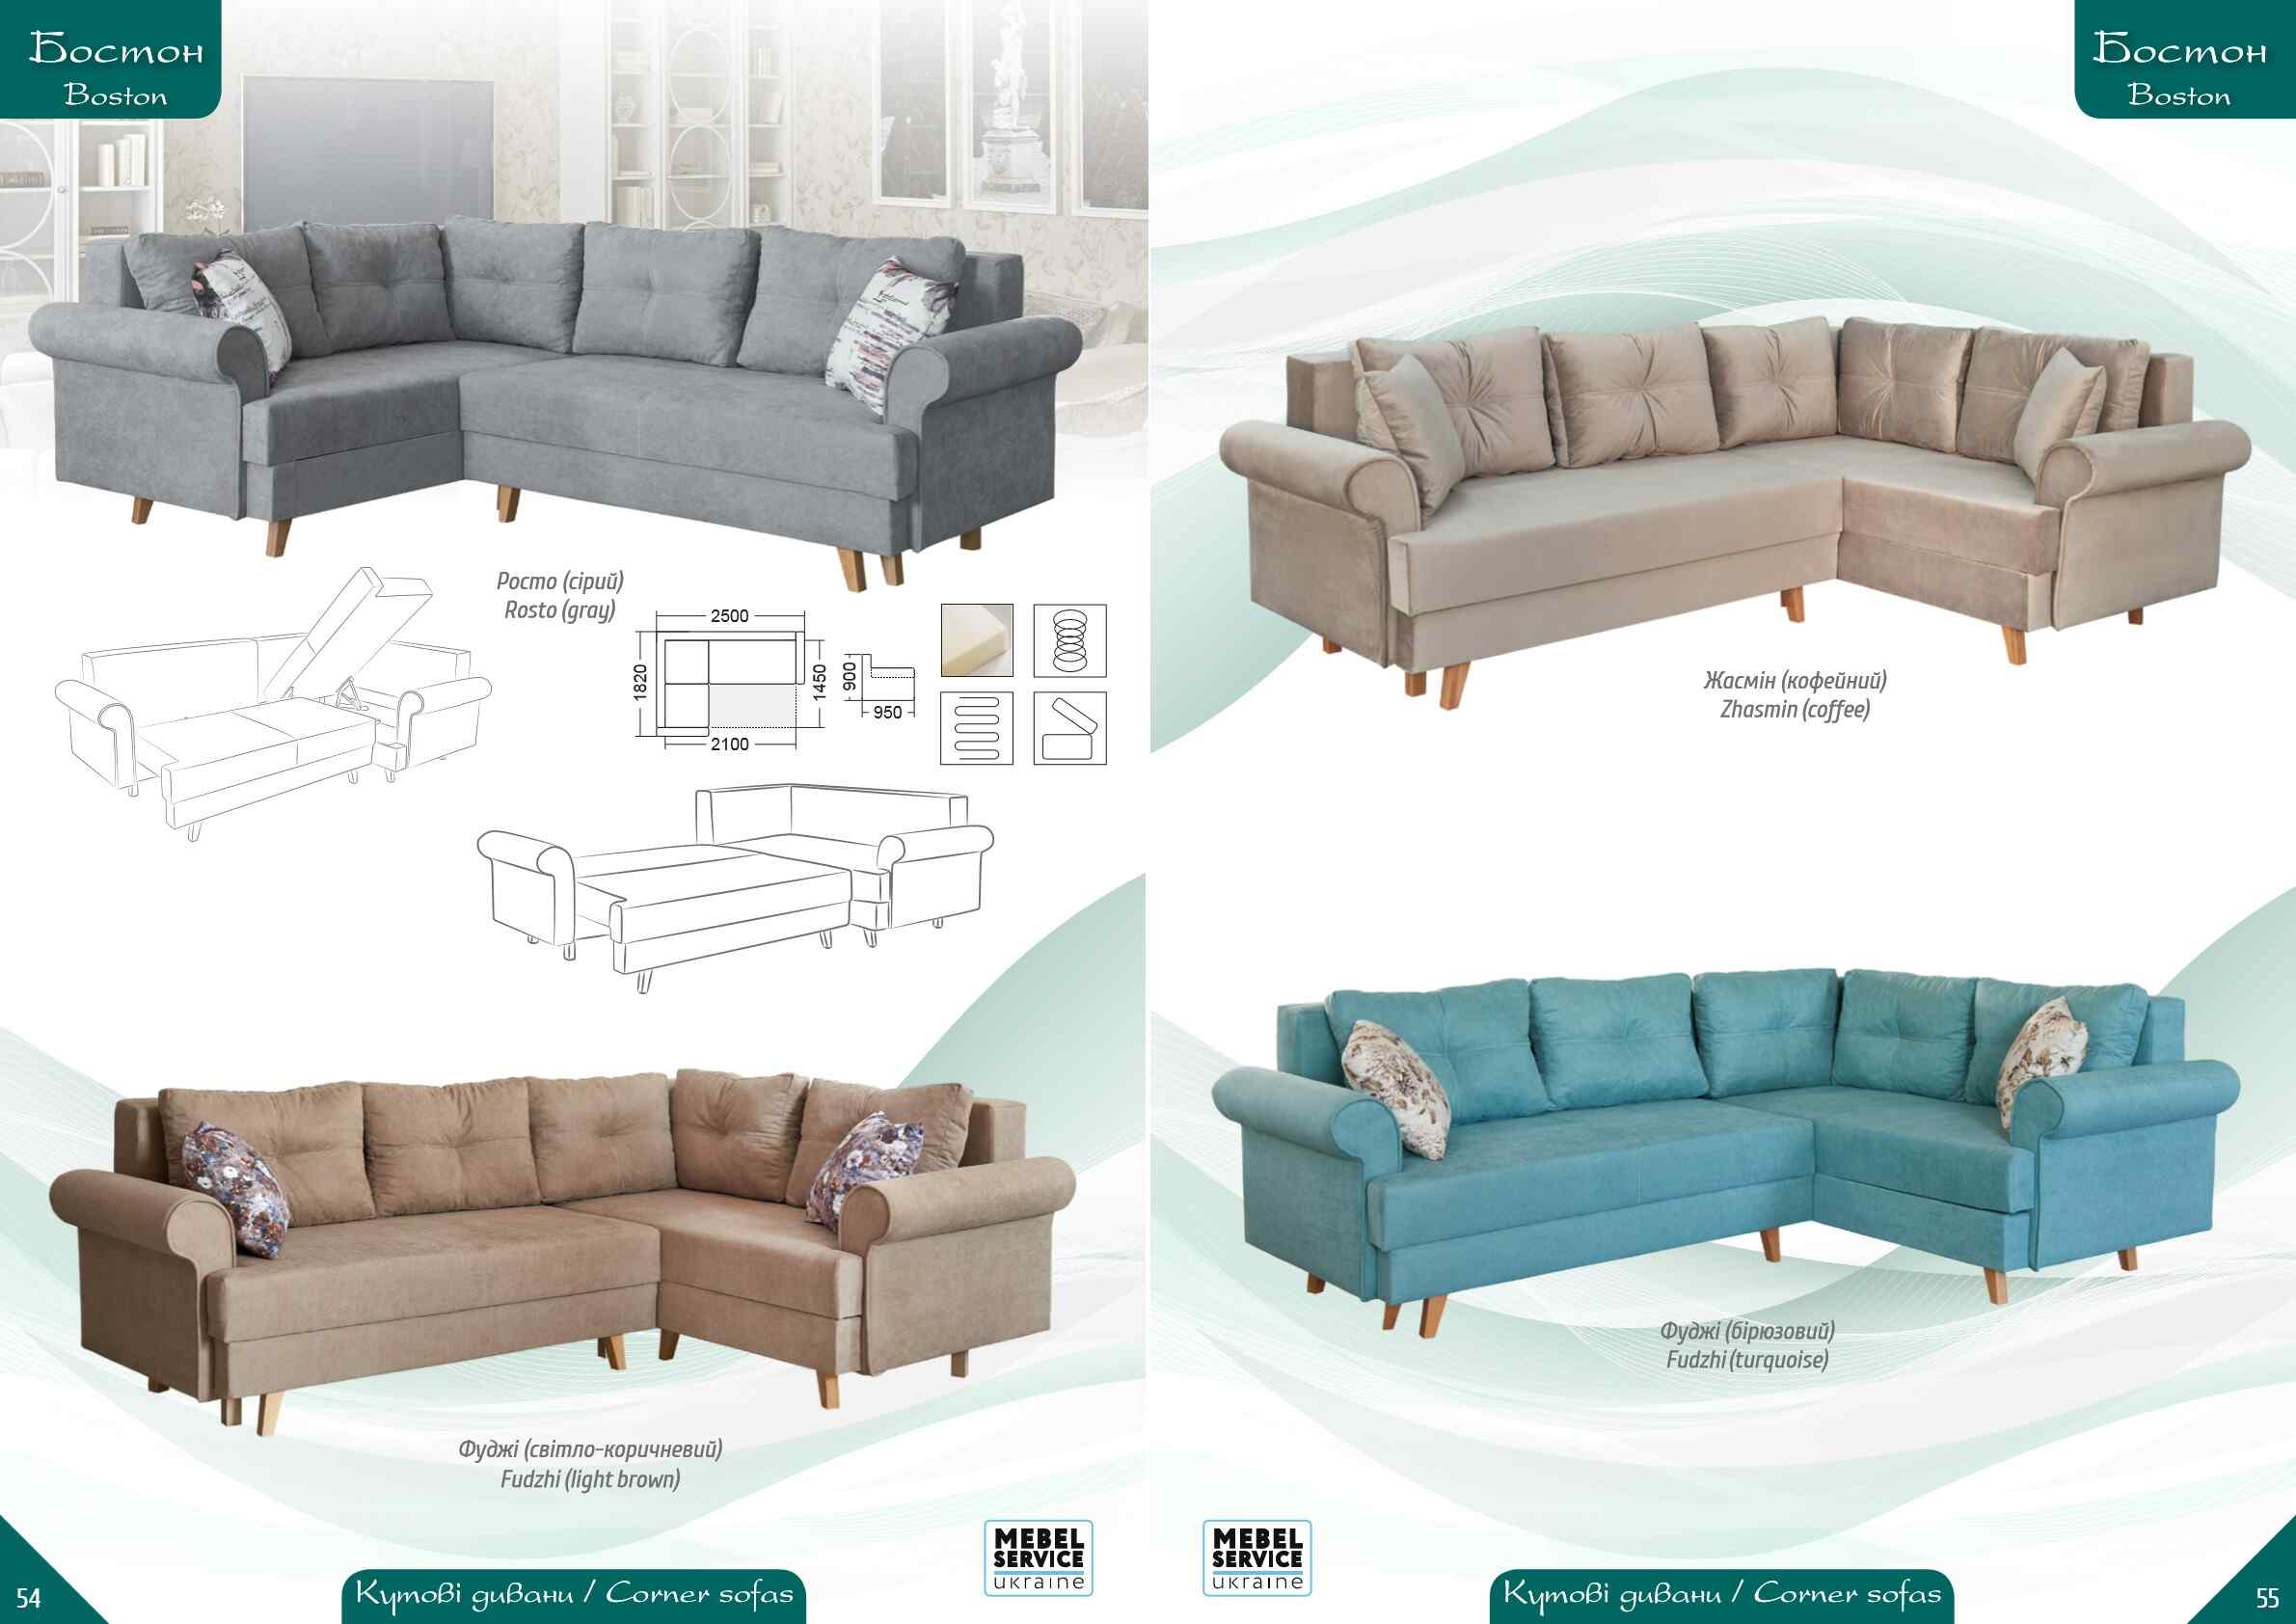 Бостон
Boston
Росто (сірий)
Rosto (gray)
2500
1820
1450
2100
900
950
Фуджі (світло-коричневий)
Fudzhi (light brown)
MEBEL
SERVICE
ukraine
54
Кутові дивани / Corner sofas
Бостон
Boston
Жасмін (кофейний)
Zhasmin (coffee)
Фуджі (бірюзовий)
Fudzhi (turquoise)
MEBEL
SERVICE
ukraine
Кутові дивани / Corner sofas
55